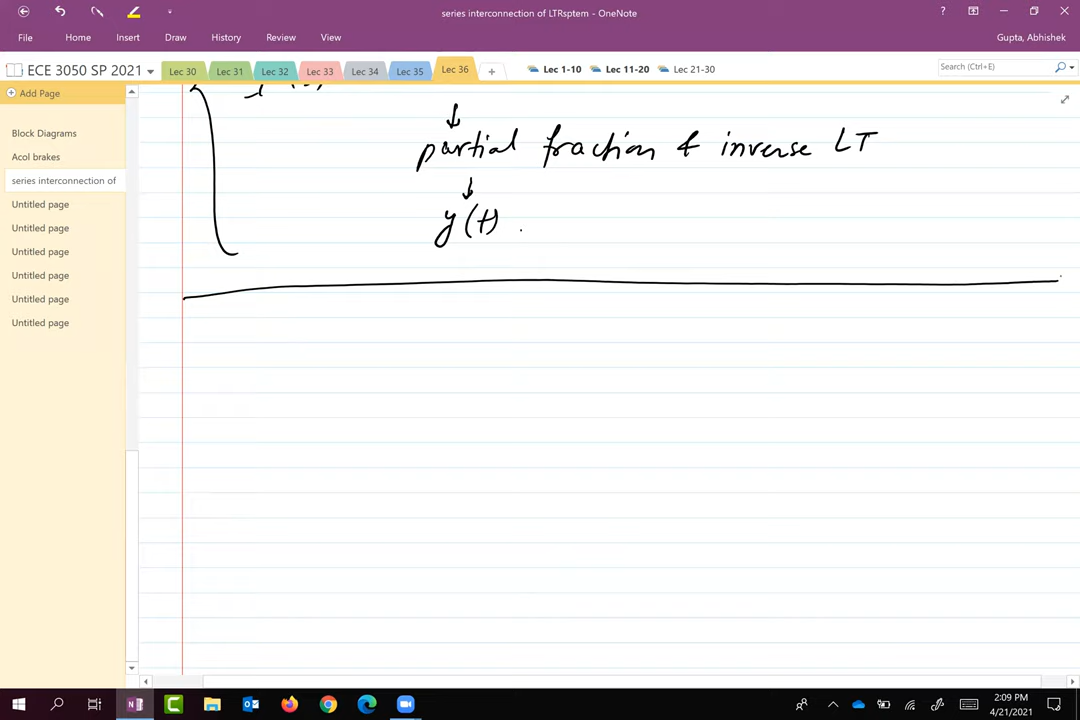 series interconnection of LTRsptem - OneNote
Gupta, Abhishek
File Home Insert Draw History Review View
ECE 3050 SP 2021
Lec 30 Lec 31 Lec 32 Lec 33 Lec 34 Lec 35 Lec 36 Lec 1-10 Lec 11-20 Lec 21-30
Search (Ctrl+E)
Add Page
Block Diagrams
Acol brakes
series interconnection of
Untitled page
Untitled page
Untitled page
Untitled page
Untitled page
Untitled page
partial fraction & inverse LT
y(t).
2:09 PM
4/21/2021